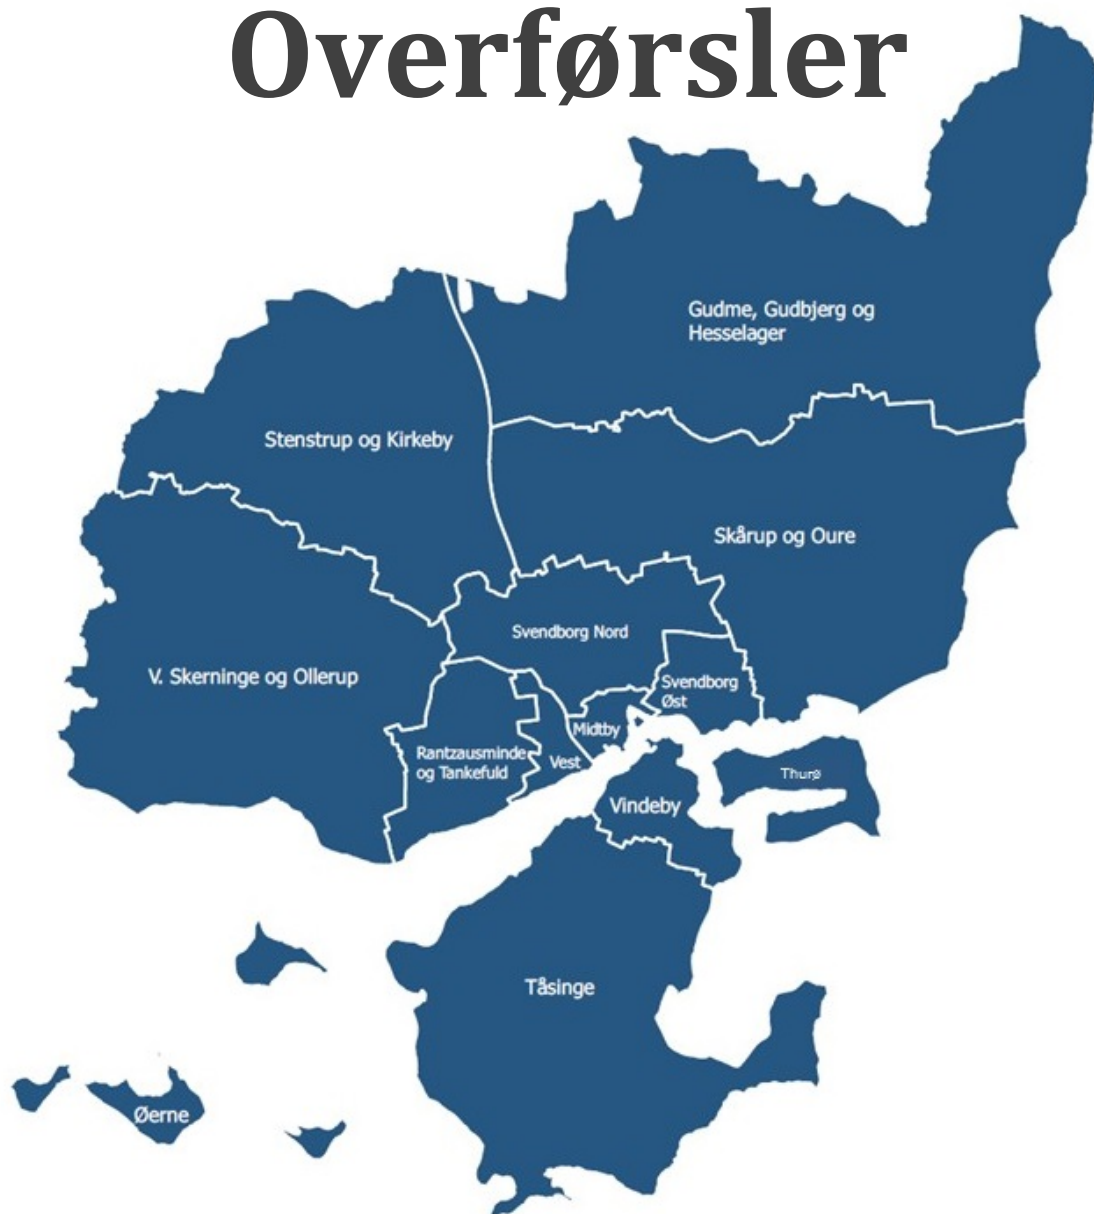 Overførsler
Gudme, Gudbjerg og
Hesselager
Stenstrup og Kirkeby
Skårup og Oure
Svendborg Nord
V. Skerninge og Ollerup
Svendborg
Øst
Midtby
Rantzausminde
og Tankefuld
Vest
Thurø
Vindeby
Tåsinge
Øerne